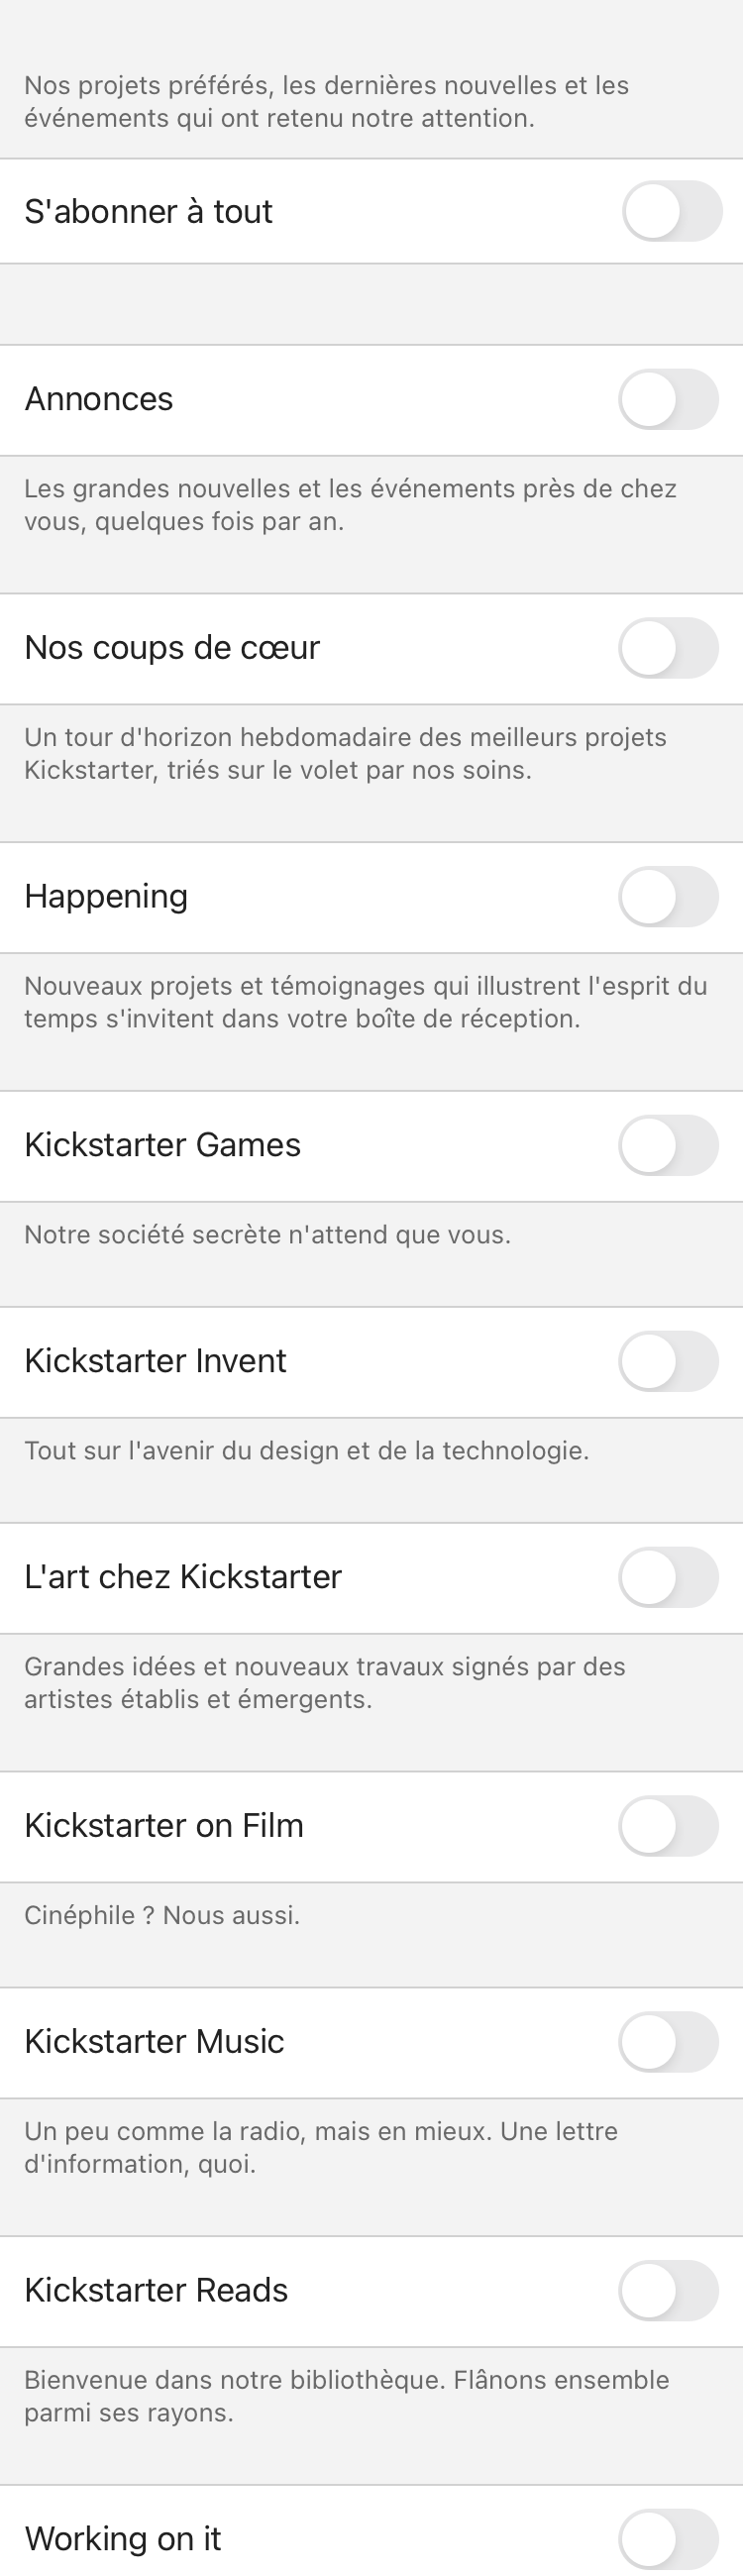 Nos projets préférés, les dernières nouvelles et les
événements qui ont retenu notre attention.
S'abonner à tout
Annonces
Les grandes nouvelles et les événements près de chez
vous, quelques fois par an.
Nos coups de cœur
Un tour d'horizon hebdomadaire des meilleurs projets
Kickstarter, triés sur le volet par nos soins.
Happening
Nouveaux projets et témoignages qui illustrent l'esprit du
temps s'invitent dans votre boîte de réception.
Kickstarter Games
Notre société secrète n'attend que vous.
Kickstarter Invent
Tout sur l'avenir du design et de la technologie.
L'art chez Kickstarter
Grandes idées et nouveaux travaux signés par des
artistes établis et émergents.
Kickstarter on Film
Cinéphile ? Nous aussi.
Kickstarter Music
Un peu comme la radio, mais en mieux. Une lettre
d'information, quoi.
Kickstarter Reads
Bienvenue dans notre bibliothèque. Flânons ensemble
parmi ses rayons.
Working on it